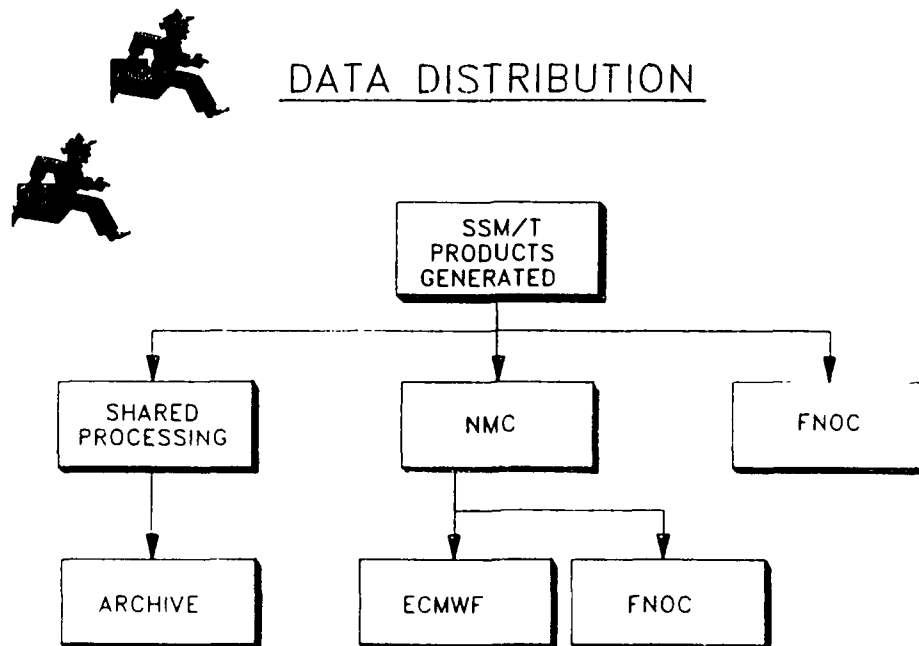 DATA DISTRIBUTION
SSM/T
PRODUCTS
GENERATED
SHARED
PROCESSING
NMC
FNOC
ARCHIVE
ECMWF
FNOC